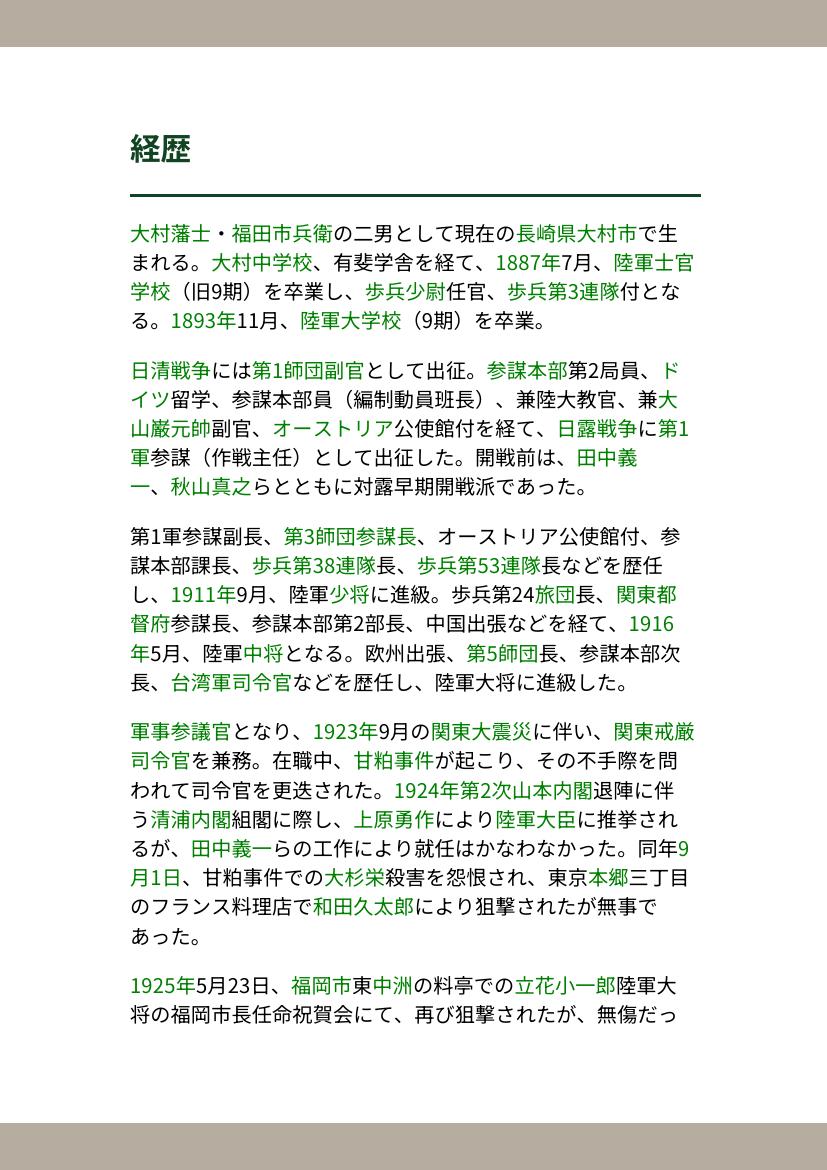 経歴
大村藩士・福田市兵衛の二男として現在の長崎県大村市で生
まれる。大村中学校、有斐学舎を経て、1887年7月、陸軍士官
学校（旧9期）を卒業し、歩兵少尉任官、歩兵第3連隊付とな
る。1893年11月、陸軍大学校（9期）を卒業。
日清戦争には第1師団副官として出征。参謀本部第2局員、ド
イツ留学、参謀本部員（編制動員班長）、兼陸大教官、兼大
山巌元帥副官、オーストリア公使館付を経て、日露戦争に第1
軍参謀（作戦主任）として出征した。開戦前は、田中義
一、秋山真之らとともに対露早期開戦派であった。
第1軍参謀副長、第3師団参謀長、オーストリア公使館付、参
謀本部課長、歩兵第38連隊長、歩兵第53連隊長などを歴任
し、1911年9月、陸軍少将に進級。歩兵第24旅団長、関東都
督府参謀長、参謀本部第2部長、中国出張などを経て、1916
年5月、陸軍中将となる。欧州出張、第5師団長、参謀本部次
長、台湾軍司令官などを歴任し、陸軍大将に進級した。
軍事参議官となり、1923年9月の関東大震災に伴い、関東戒厳
司令官を兼務。在職中、甘粕事件が起こり、その不手際を問
われて司令官を更迭された。1924年第2次山本内閣退陣に伴
う清浦内閣組閣に際し、上原勇作により陸軍大臣に推挙され
るが、田中義一らの工作により就任はかなわなかった。同年9
月1日、甘粕事件での大杉栄殺害を怨恨され、東京本郷三丁目
のフランス料理店で和田久太郎により狙撃されたが無事で
あった。
1925年5月23日、福岡市東中洲の料亭での立花小一郎陸軍大
将の福岡市長任命祝賀会にて、再び狙撃されたが、無傷だっ